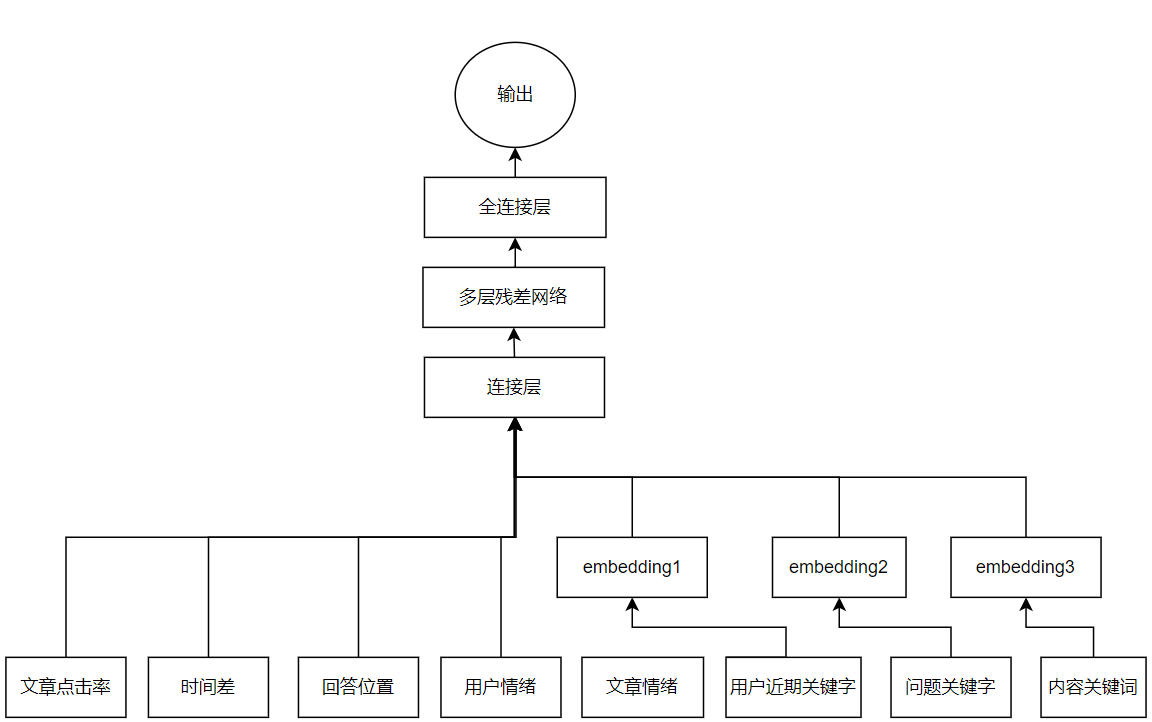 输出
全连接层
多层残差网络
连接层
embedding1
embedding2
embedding3
文章点击率
时间差
回答位置
用户情绪
文章情绪
用户近期关键字
问题关键字
内容关键词